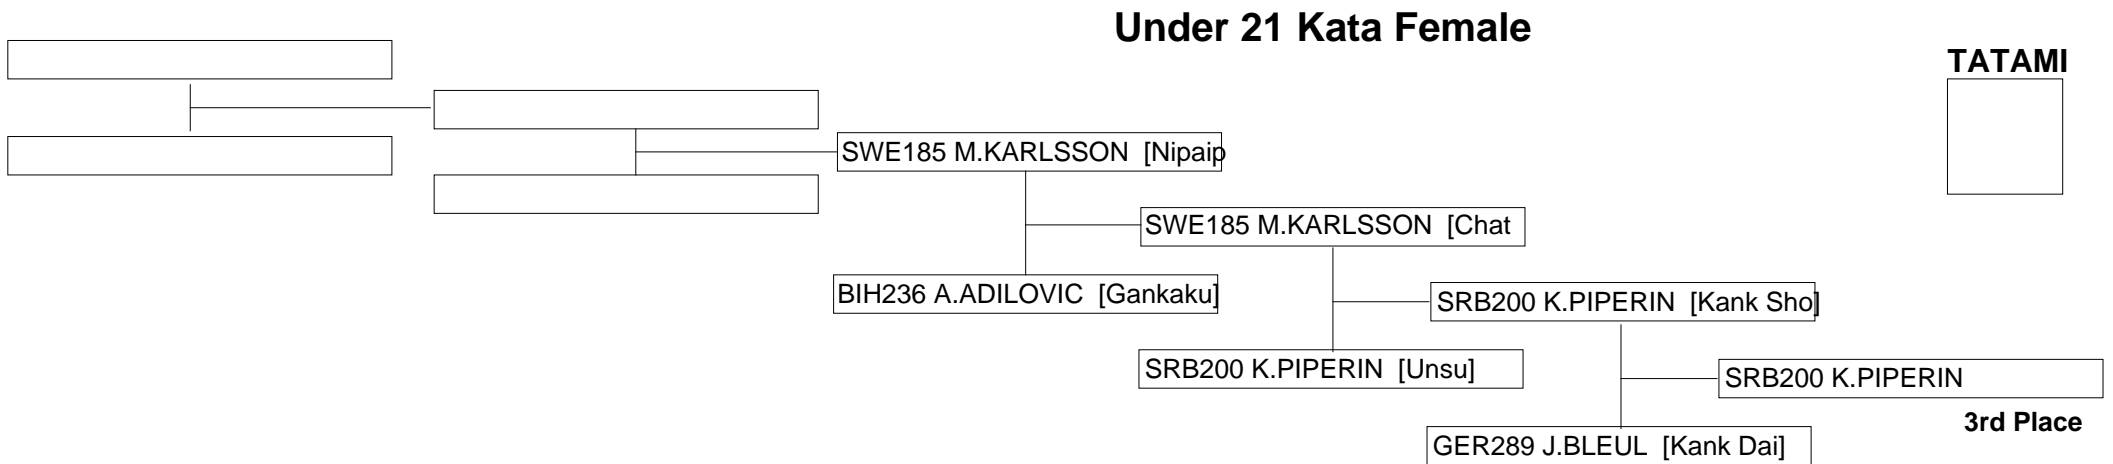 Under 21 Kata Female
TATAMI
SWE185 M.KARLSSON [Nipaip
SWE185 M.KARLSSON [Chat
BIH236 A.ADILOVIC [Gankaku]
SRB200 K.PIPERIN [Kank Sho]
SRB200 K.PIPERIN [Unsu]
SRB200 K.PIPERIN
3rd Place
GER289 J.BLEUL [Kank Dai]